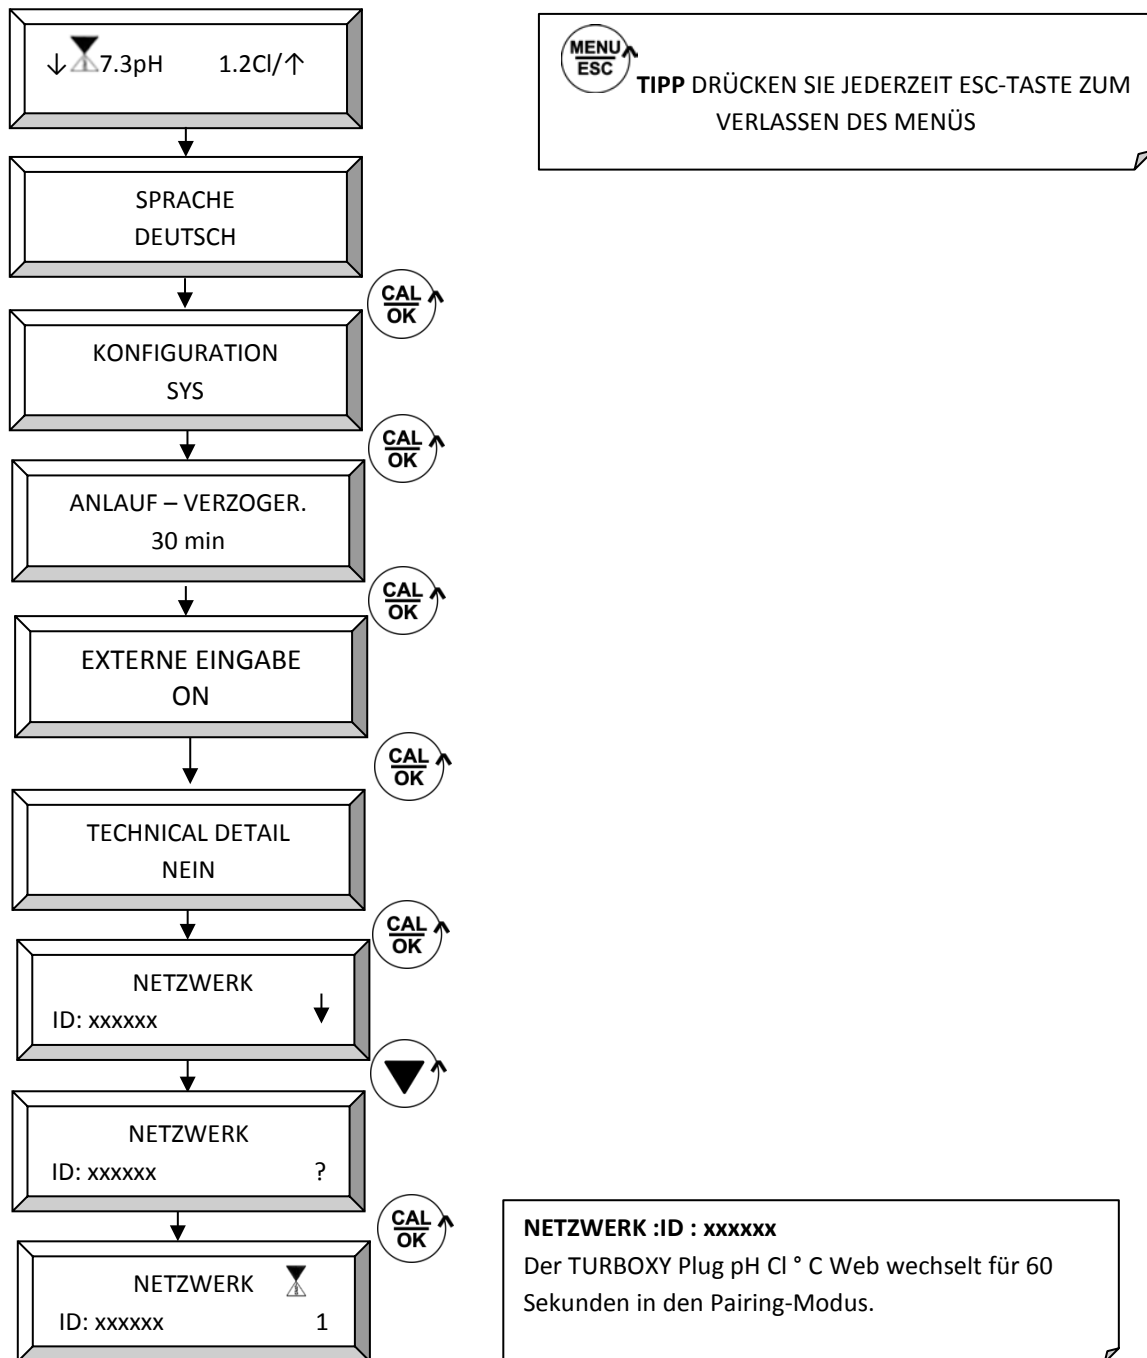 ↓ 7.3pH 1.2Cl/↑
MENU
ESC
TIPP DRÜCKEN SIE JEDERZEIT ESC-TASTE ZUM
VERLASSEN DES MENÜS
SPRACHE
DEUTSCH
CAL
OK
KONFIGURATION
SYS
CAL
OK
ANLAUF – VERZOGER.
30 min
CAL
OK
EXTERNE EINGABE
ON
CAL
OK
TECHNICAL DETAIL
NEIN
CAL
OK
NETZWERK
ID: xxxxxx ↓
NETZWERK
ID: xxxxxx ?
CAL
OK
NETZWERK
ID: xxxxxx 1
NETZWERK :ID : xxxxxx
Der TURBOXY Plug pH Cl ° C Web wechselt für 60
Sekunden in den Pairing-Modus.